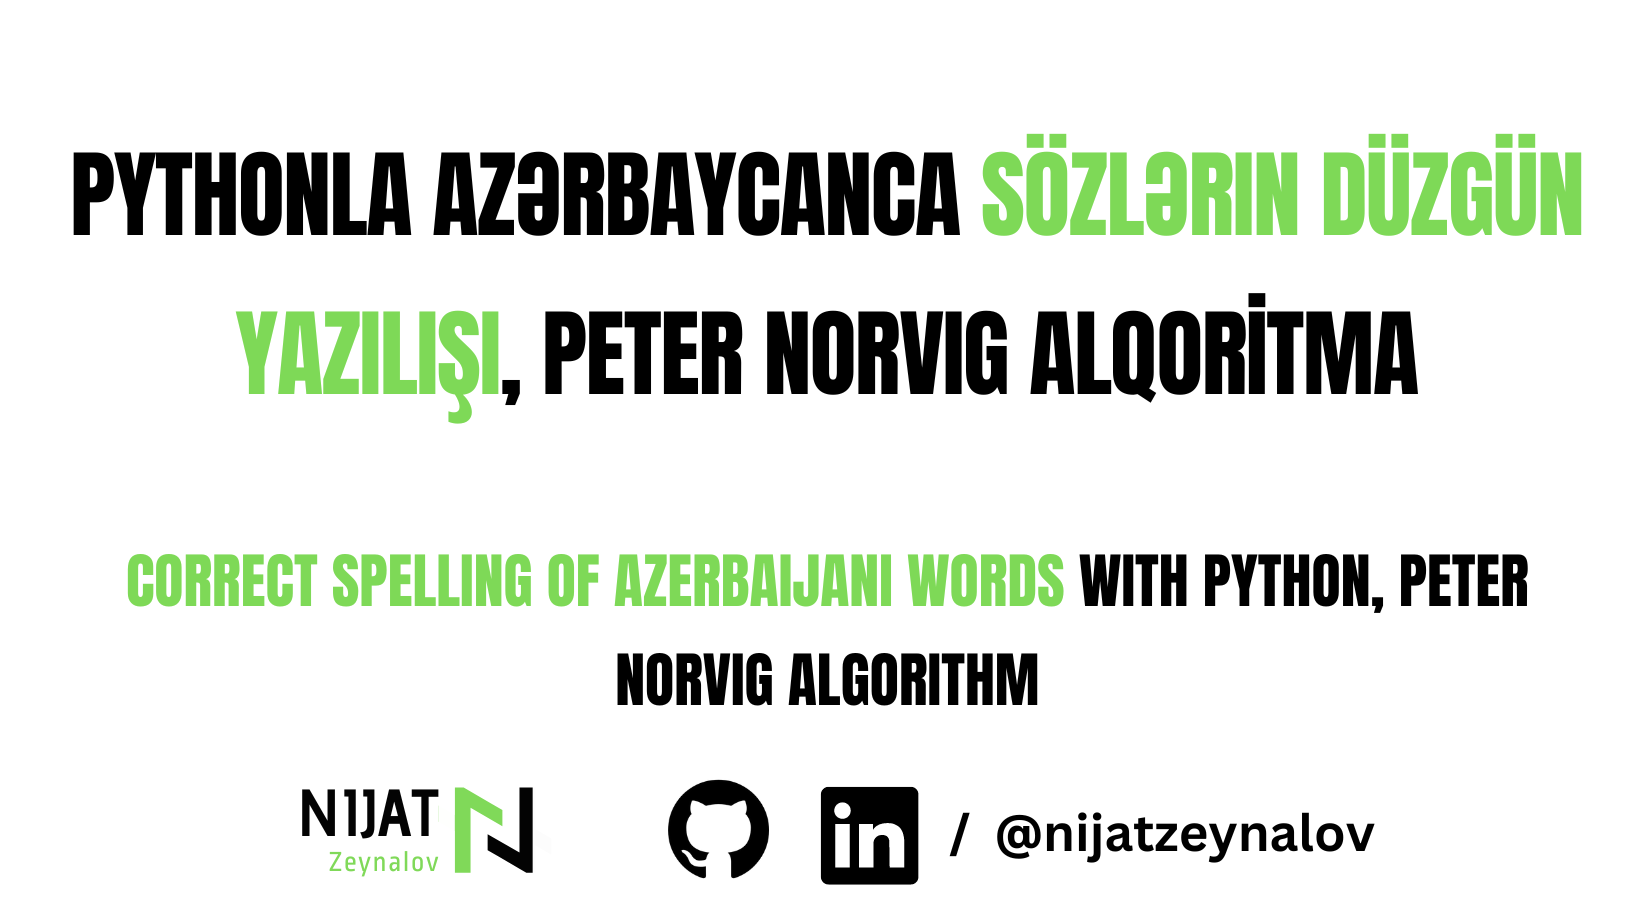 PYTHONLA AZƏRBAYCANCA SÖZLƏRIN DÜZGÜN
YAZILIŞI, PETER NORVIG ALQORİTMA
CORRECT SPELLING OF AZERBAIJANI WORDS WITH PYTHON, PETER
NORVIG ALGORITHM
NIJAT
Zeynalov
in / @nijatzeynalov